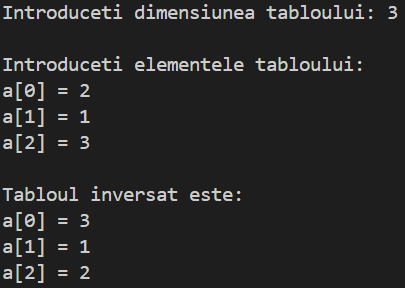 Introduceti dimensiunea tabloului: 3
Introduceti elementele tabloului:
a[0] = 2
a[1] = 1
a[2] = 3
Tabloul inversat este:
a[0] = 3
a[1] = 1
a[2] = 2